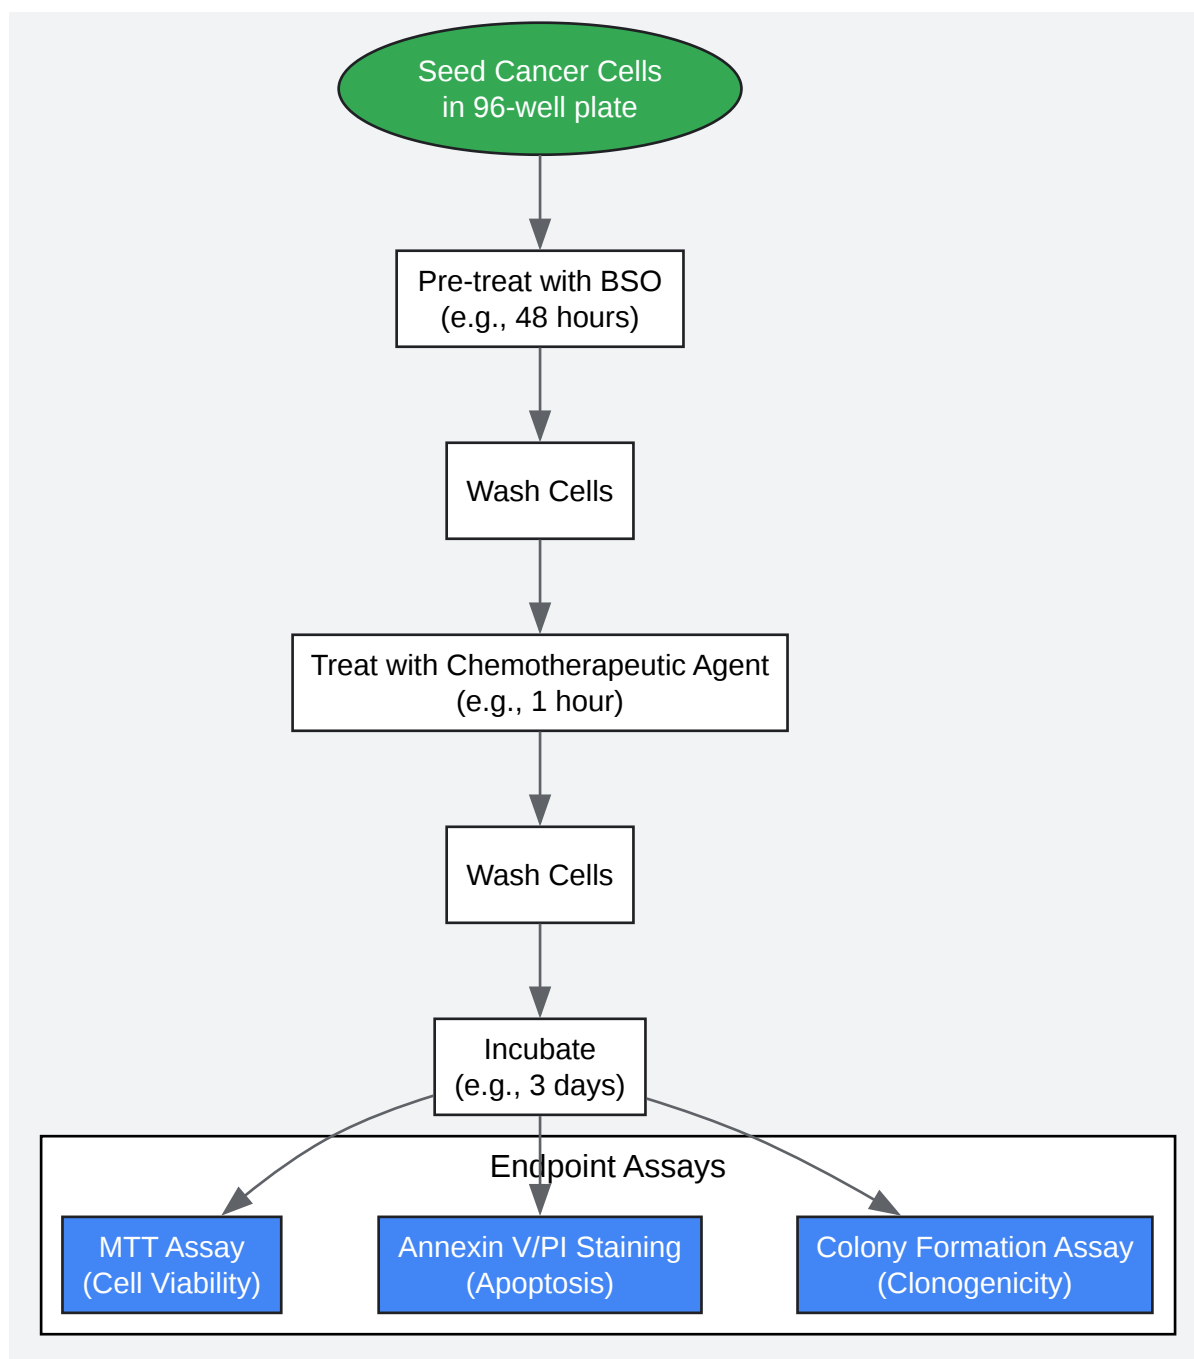 Seed Cancer Cells
in 96-well plate
Pre-treat with BSO
(e.g., 48 hours)
Wash Cells
Treat with Chemotherapeutic Agent
(e.g., 1 hour)
Wash Cells
Incubate
(e.g., 3 days)
Endpoint Assays
MTT Assay
(Cell Viability)
Annexin V/PI Staining
(Apoptosis)
Colony Formation Assay
(Clonogenicity)